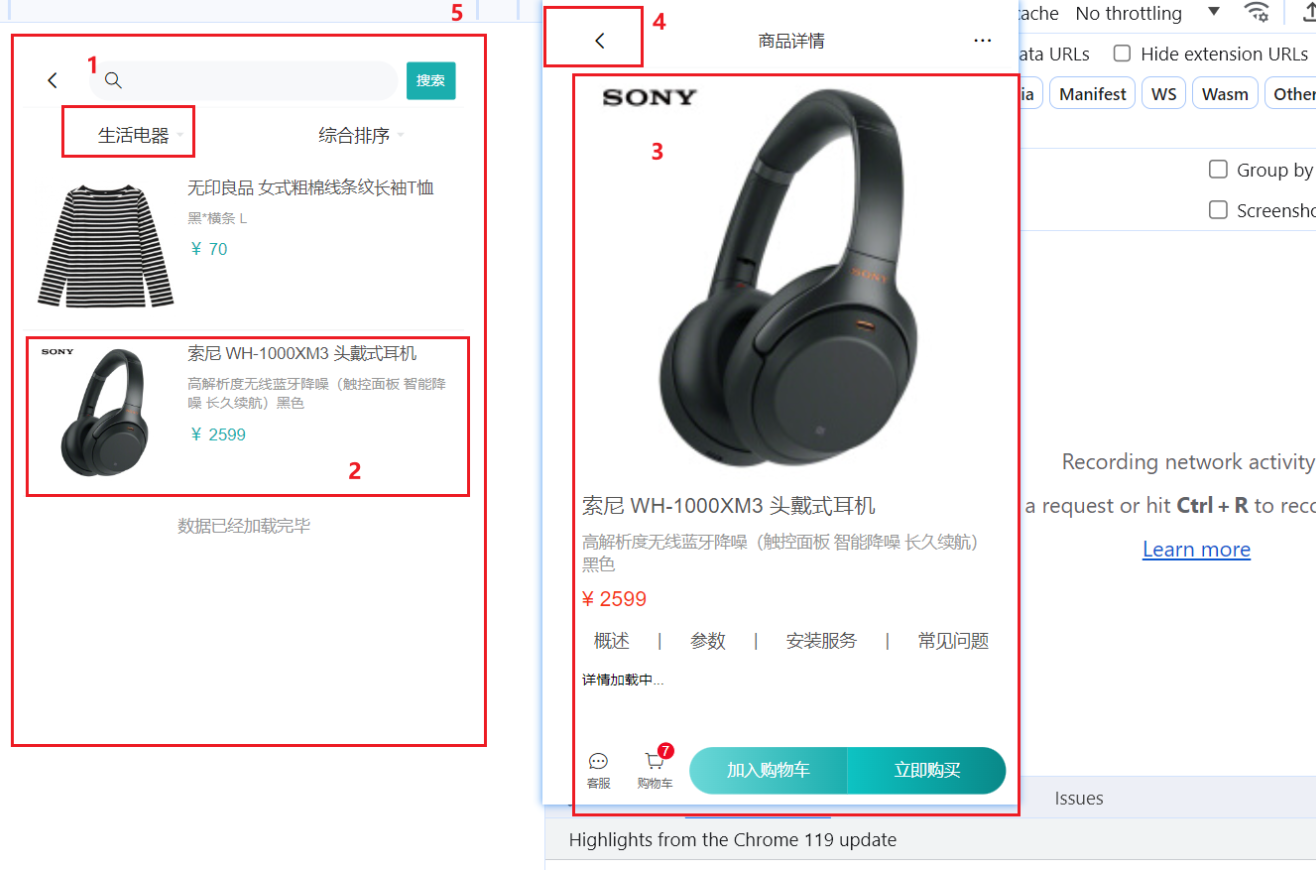 5
1
搜索
生活电器
综合排序
无印良品 女式粗棉线条纹长袖T恤
黑*横条 L
￥ 70
SONY
索尼 WH-1000XM3 头戴式耳机
高解析度无线蓝牙降噪（触控面板 智能降
噪 长久续航）黑色
￥ 2599
2
数据已经加载完毕
4
商品详情
...
SONY
3
SONY
索尼 WH-1000XM3 头戴式耳机
高解析度无线蓝牙降噪（触控面板 智能降噪 长久续航）
黑色
¥ 2599
概述 | 参数 | 安装服务 | 常见问题
详情加载中...
客服
7
购物车
加入购物车
立即购买
No throttling
URLs
Hide extension URLs
Manifest
WS
Wasm
Group by
Recording network activity
a request or hit Ctrl + R to
Learn more
Issues
Highlights from the Chrome 119 update